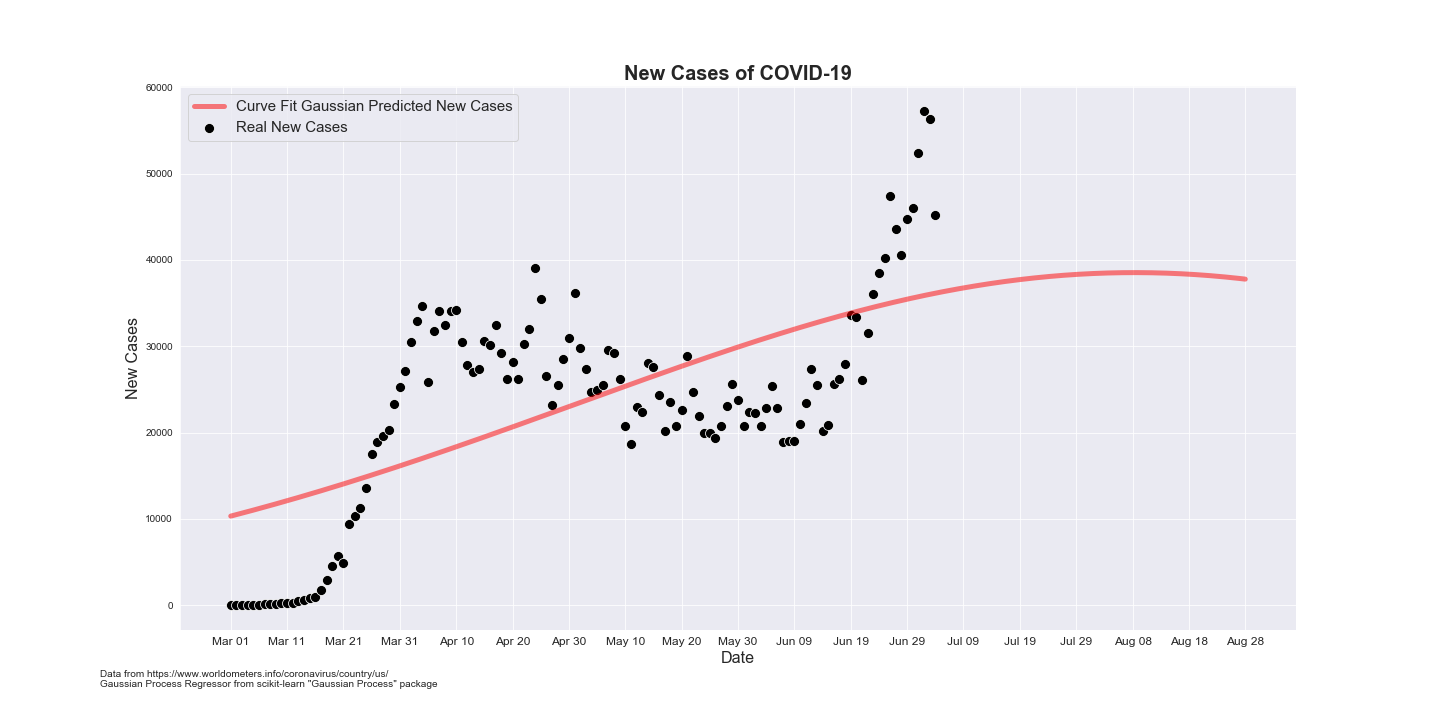 New Cases of COVID-19
Curve Fit Gaussian Predicted New Cases
Real New Cases
60000
50000
40000
30000
20000
10000
0
New Cases
Mar 01 Mar 11 Mar 21 Mar 31 Apr 10 Apr 20 Apr 30 May 10 May 20 May 30 Jun 09 Jun 19 Jun 29 Jul 09 Jul 19 Jul 29 Aug 08 Aug 18 Aug 28
Date
Data from https://www.worldometers.info/coronavirus/country/us/
Gaussian Process Regressor from scikit-learn "Gaussian Process" package